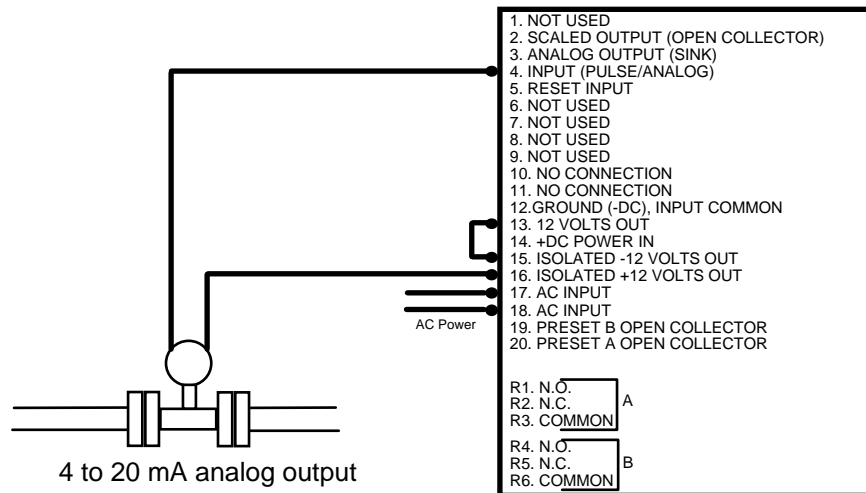 1. NOT USED
2. SCALED OUTPUT (OPEN COLLECTOR)
3. ANALOG OUTPUT (SINK)
4. INPUT (PULSE/ANALOG)
5. RESET INPUT
6. NOT USED
7. NOT USED
8. NOT USED
9. NOT USED
10. NO CONNECTION
11. NO CONNECTION
12.GROUND (-DC), INPUT COMMON
13. 12 VOLTS OUT
14. +DC POWER IN
15. ISOLATED -12 VOLTS OUT
16. ISOLATED +12 VOLTS OUT
17. AC INPUT
18. AC INPUT
19. PRESET B OPEN COLLECTOR
20. PRESET A OPEN COLLECTOR
AC Power
R1. N.O.
R2. N.C.
R3. COMMON
A
R4. N.O.
R5. N.C.
R6. COMMON
B
4 to 20 mA analog output